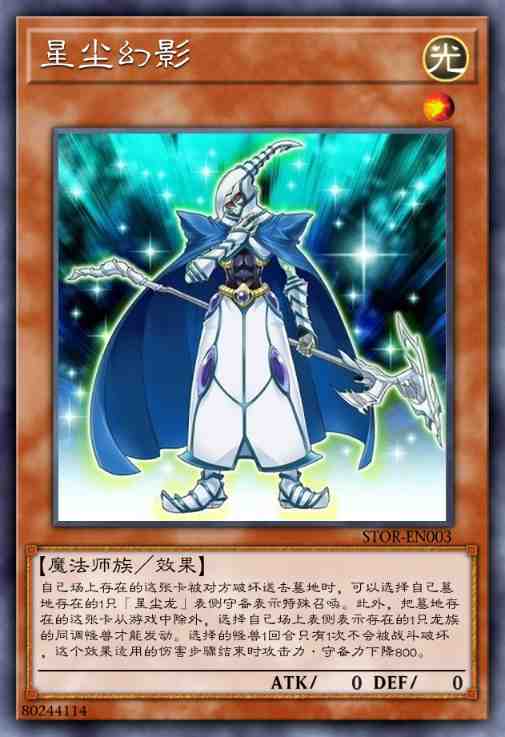 星尘幻影
光
STOR-EN003
【魔法师族／效果】
自己场上存在的这张卡被对方破坏送去墓地时，可以选择自己墓
地存在的1只「星尘龙」表侧守备表示特殊召唤。此外，把墓地存
在的这张卡从游戏中除外，选择自己场上表侧表示存在的1只龙族
的同调怪兽才能发动。选择的怪兽1回合只有1次不会被战斗破坏
，这个效果适用的伤害步骤结束时攻击力·守备力下降800。
ATK/ 0 DEF/ 0
80244114